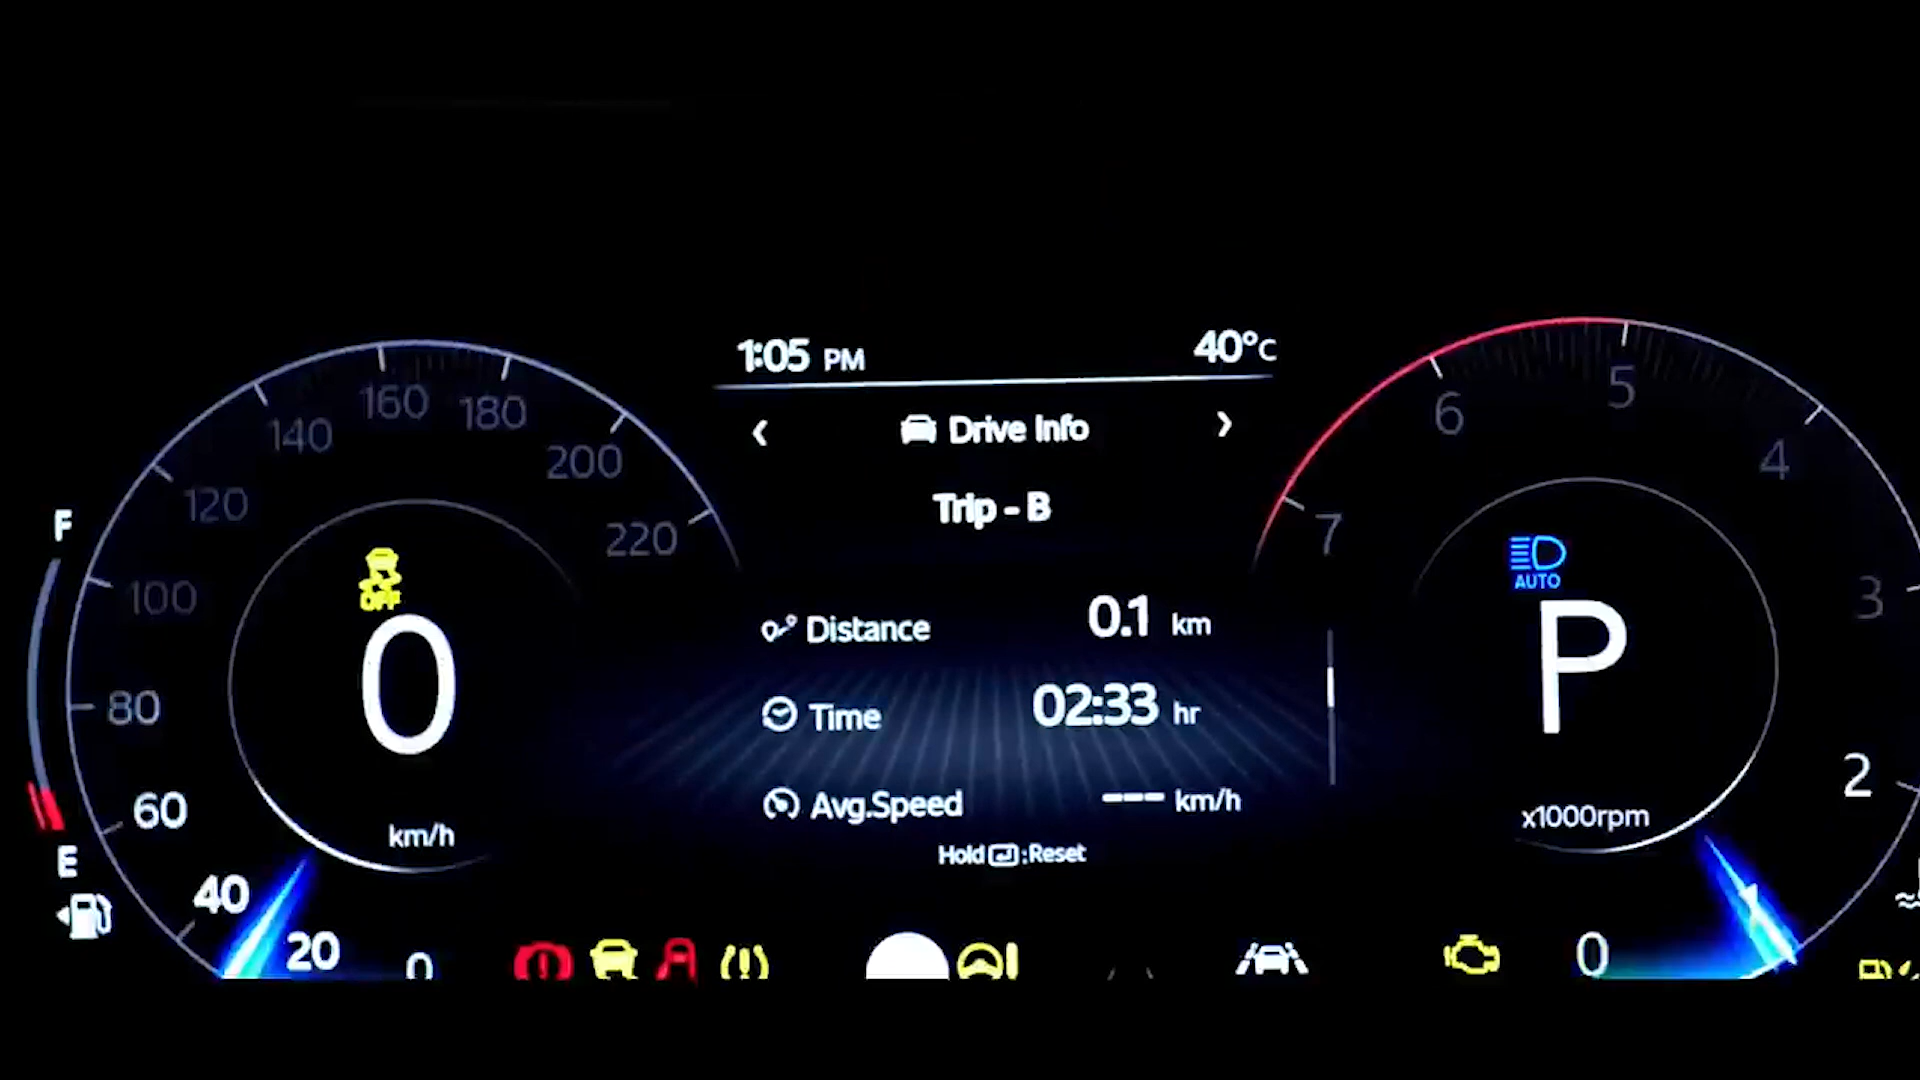 1:05 PM
40°C
‹ Drive Info ›
Trip - B
Distance 0.1 km
Time 02:33 hr
Avg.Speed --- km/h
Hold :Reset
F
E
0
20
40
60
80
100
120
140
160
180
200
220
OFF
0
km/h
AUTO
P
x1000rpm
0
2
3
4
5
6
7